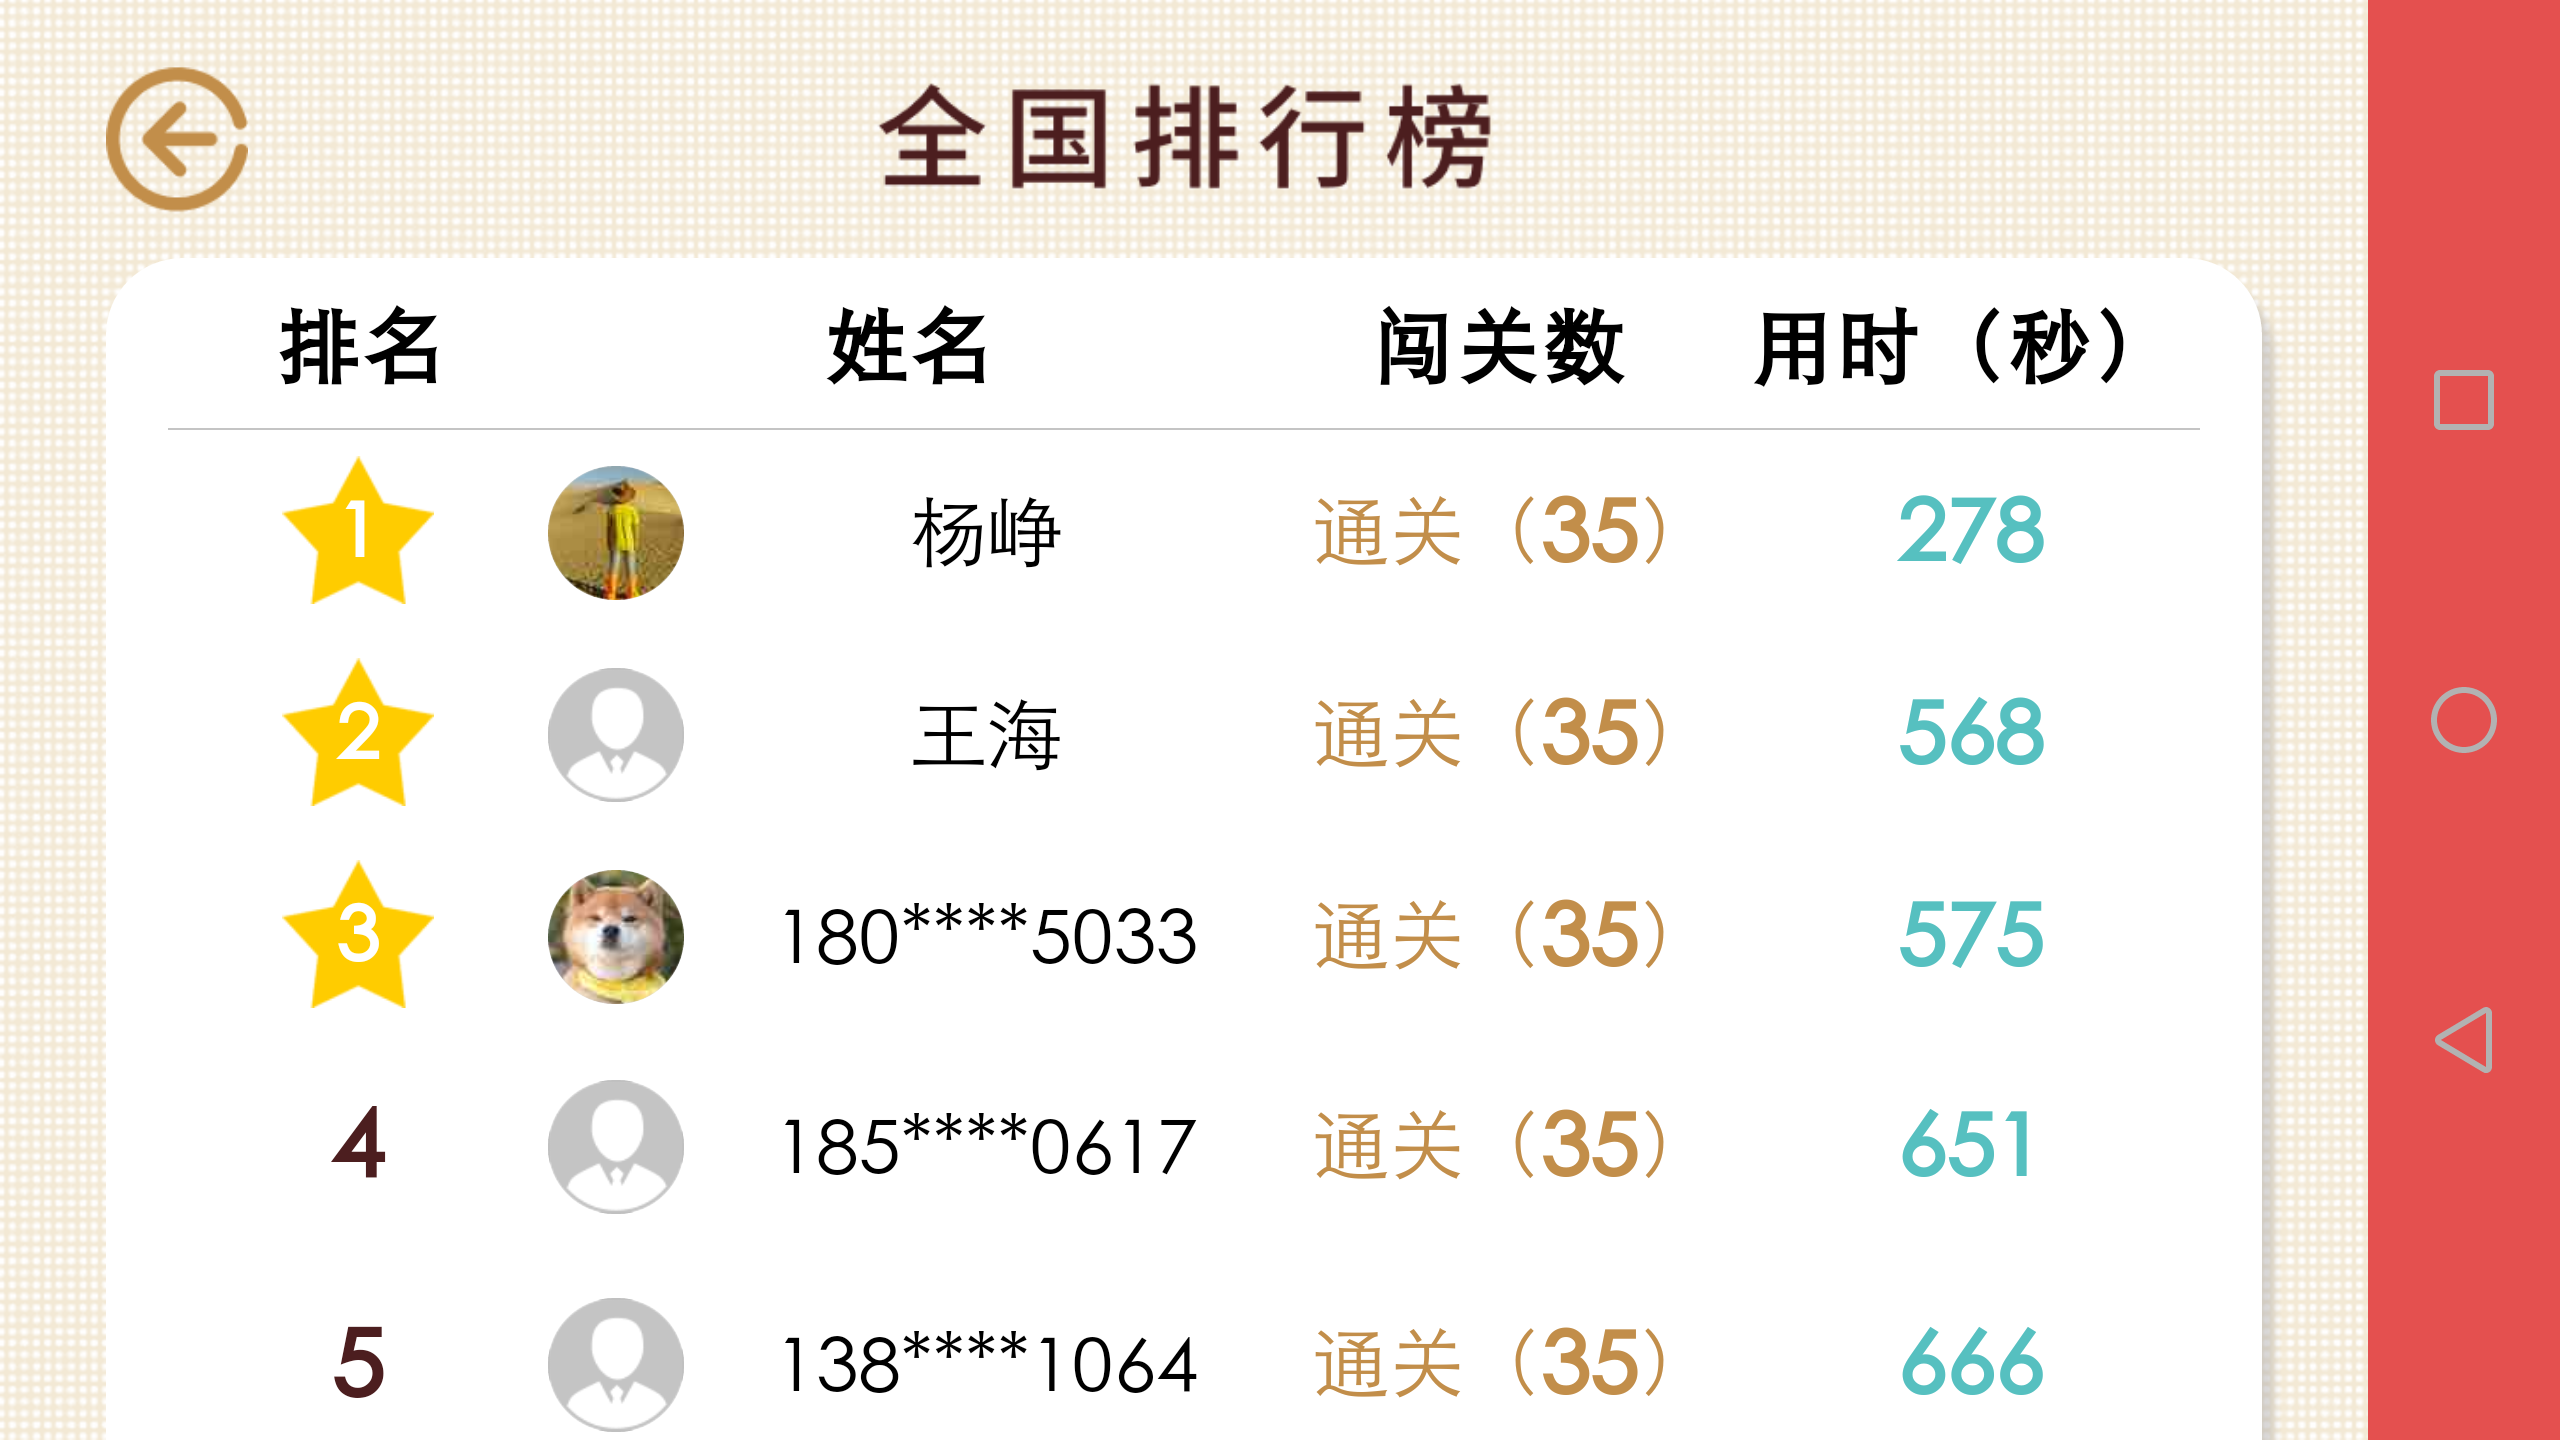 全国排行榜
排名 姓名 闯关数 用时（秒）
1 杨峥 通关（35） 278
2 王海 通关（35） 568
3 180****5033 通关（35） 575
4 185****0617 通关（35） 651
5 138****1064 通关（35） 666